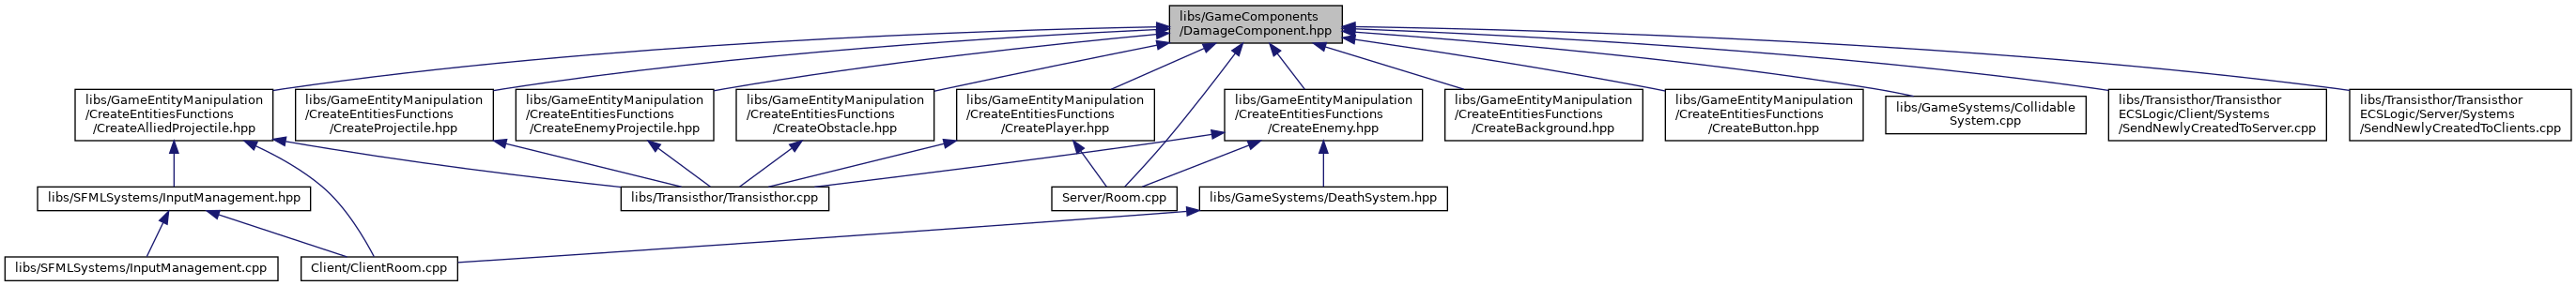 libs/GameComponents
/DamageComponent.hpp
libs/GameEntityManipulation
/CreateEntitiesFunctions
/CreateAlliedProjectile.hpp
libs/GameEntityManipulation
/CreateEntitiesFunctions
/CreateProjectile.hpp
libs/GameEntityManipulation
/CreateEntitiesFunctions
/CreateEnemyProjectile.hpp
libs/GameEntityManipulation
/CreateEntitiesFunctions
/CreateObstacle.hpp
libs/GameEntityManipulation
/CreateEntitiesFunctions
/CreatePlayer.hpp
libs/GameEntityManipulation
/CreateEntitiesFunctions
/CreateEnemy.hpp
libs/GameEntityManipulation
/CreateEntitiesFunctions
/CreateBackground.hpp
libs/GameEntityManipulation
/CreateEntitiesFunctions
/CreateButton.hpp
libs/GameSystems/Collidable
System.cpp
libs/Transisthor/Transisthor
ECSLogic/Client/Systems
/SendNewlyCreatedToServer.cpp
libs/Transisthor/Transisthor
ECSLogic/Server/Systems
/SendNewlyCreatedToClients.cpp
libs/SFMLSystems/InputManagement.hpp
libs/Transisthor/Transisthor.cpp
Server/Room.cpp
libs/GameSystems/DeathSystem.hpp
libs/SFMLSystems/InputManagement.cpp
Client/ClientRoom.cpp